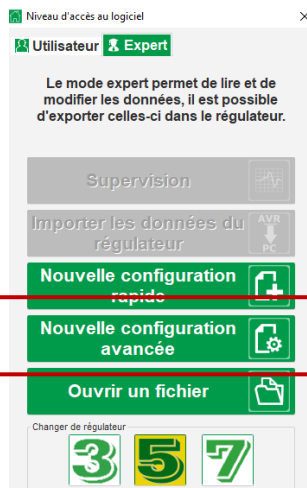 Niveau d'accès au logiciel
Utilisateur Expert
Le mode expert permet de lire et de
modifier les données, il est possible
d'exporter celles-ci dans le régulateur.
Supervision
Importer les données du
régulateur
AVR
PC
Nouvelle configuration
rapide
Nouvelle configuration
avancée
Ouvrir un fichier
Changer de régulateur
3 5 7